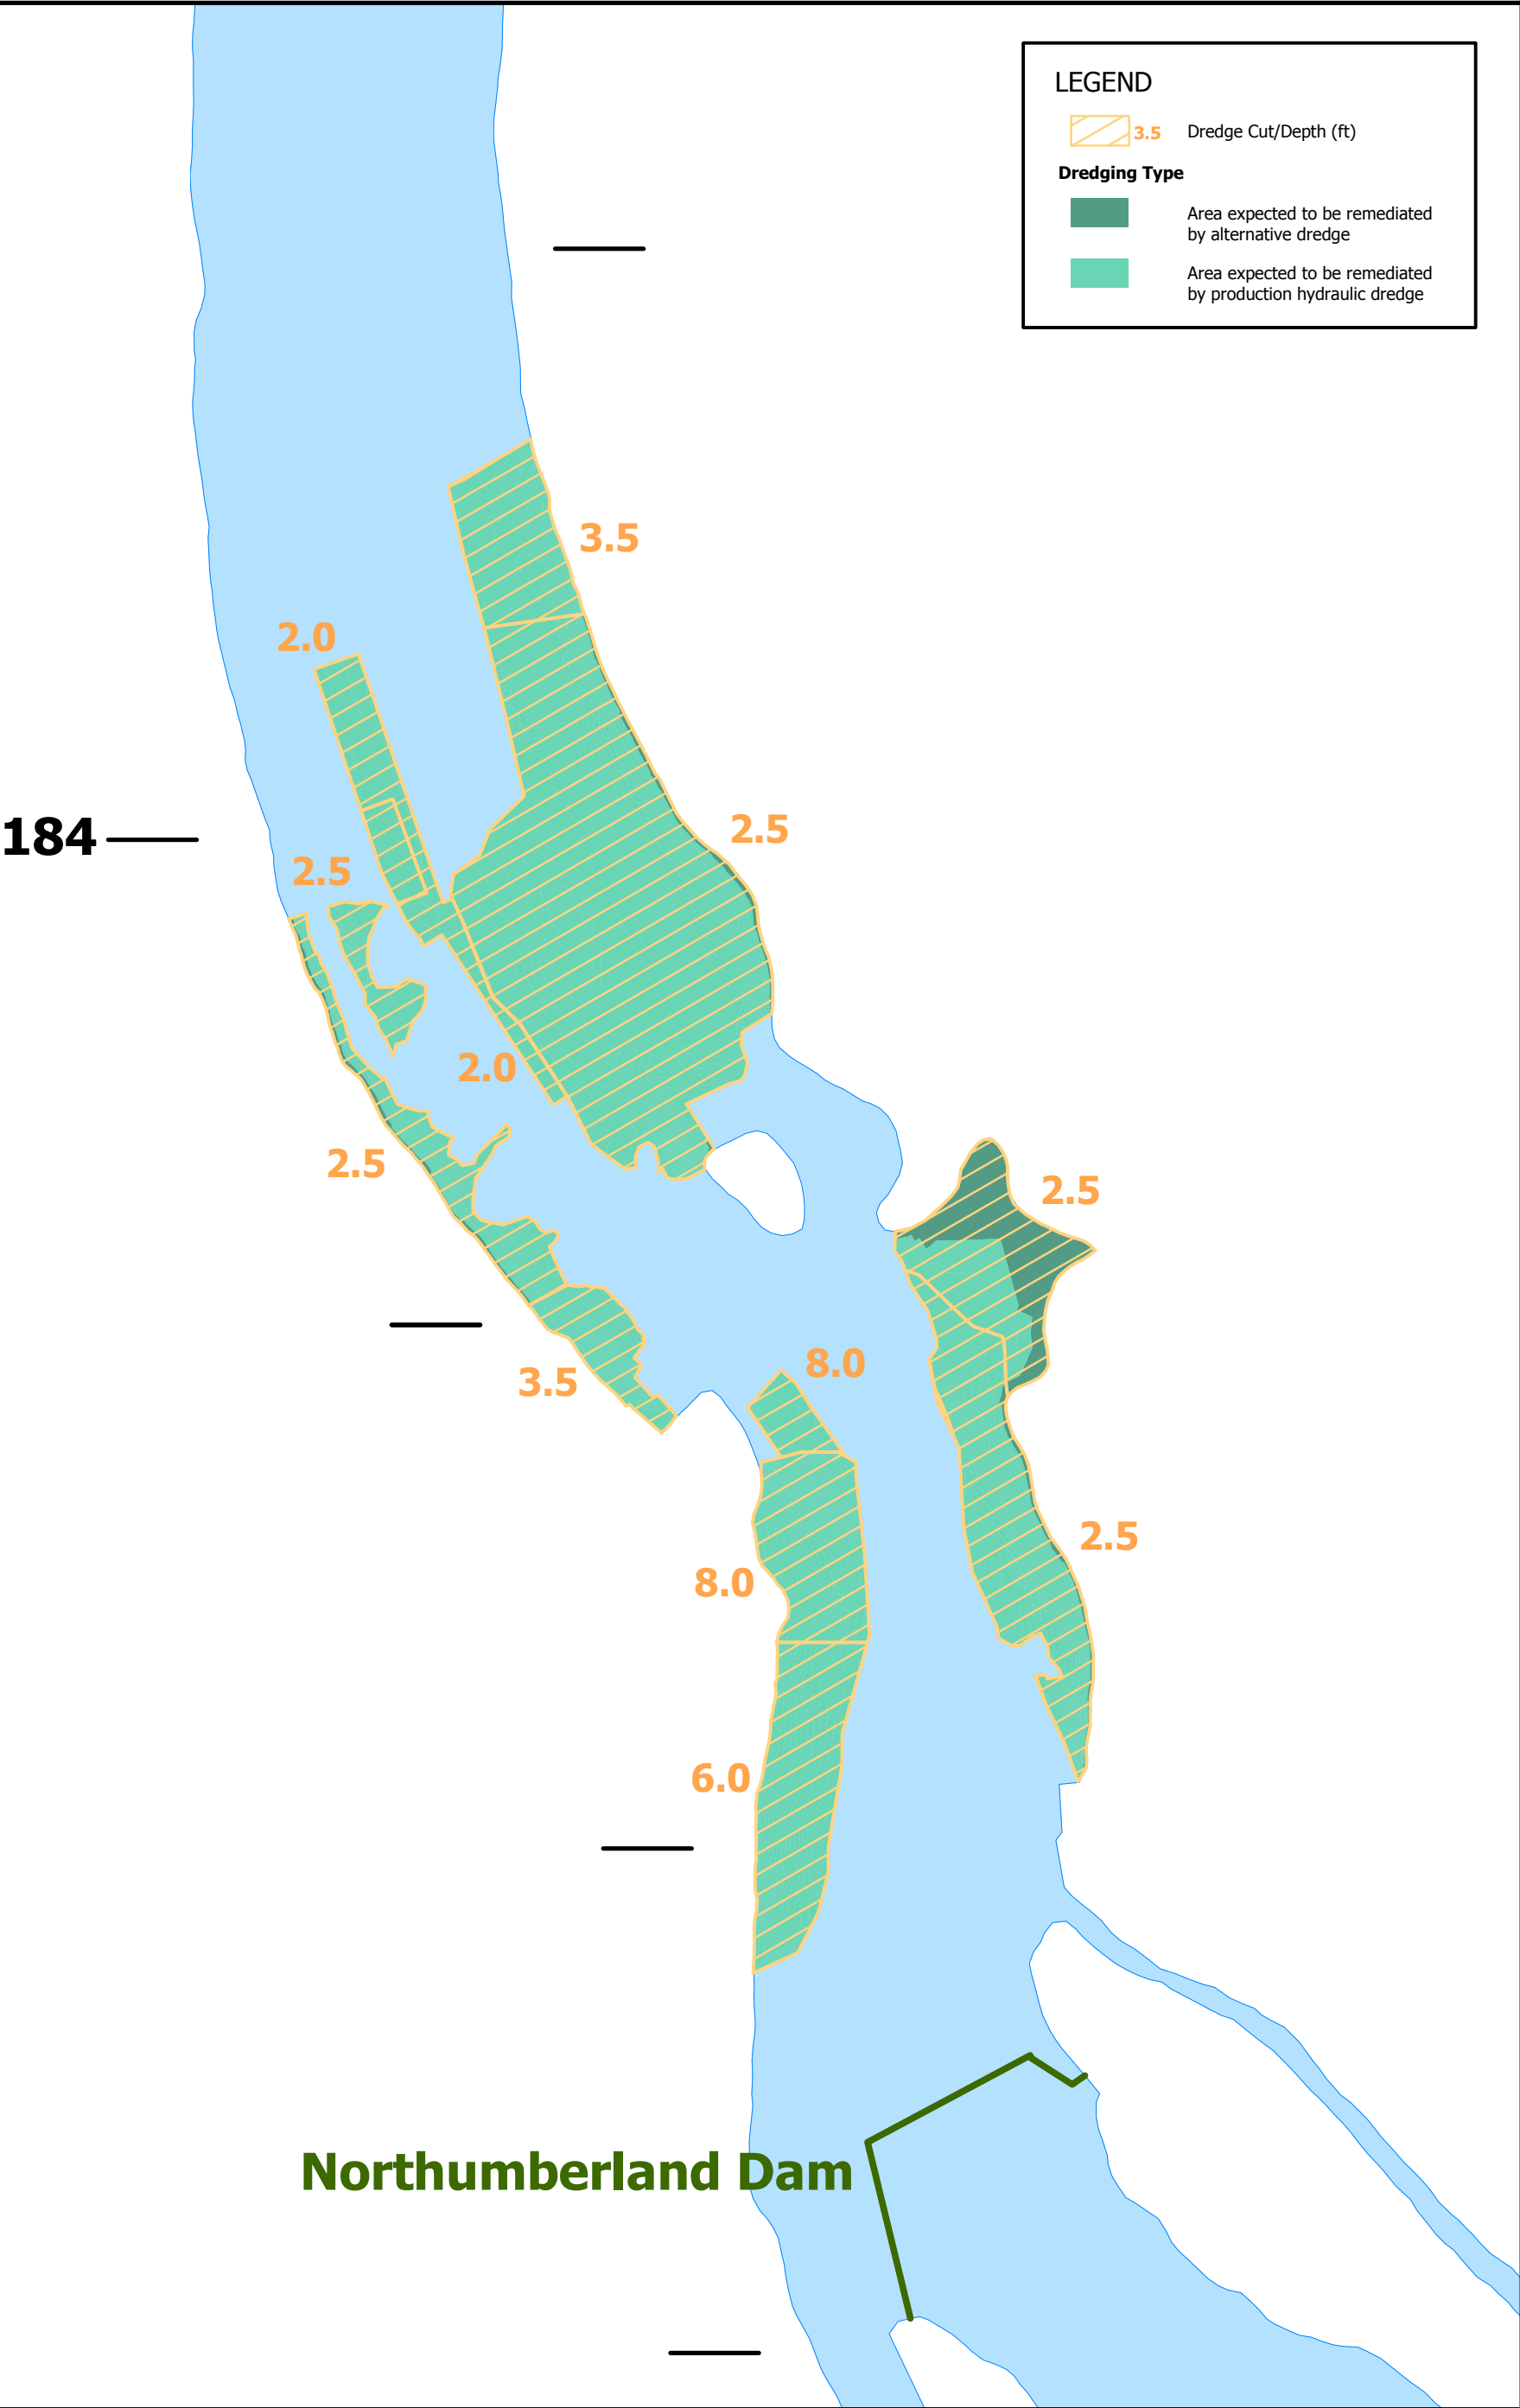 LEGEND
3.5 Dredge Cut/Depth (ft)
Dredging Type
Area expected to be remediated
by alternative dredge
Area expected to be remediated
by production hydraulic dredge
3.5
2.0
2.5
184
2.5
2.0
2.5
2.5
8.0
3.5
2.5
8.0
6.0
Northumberland Dam